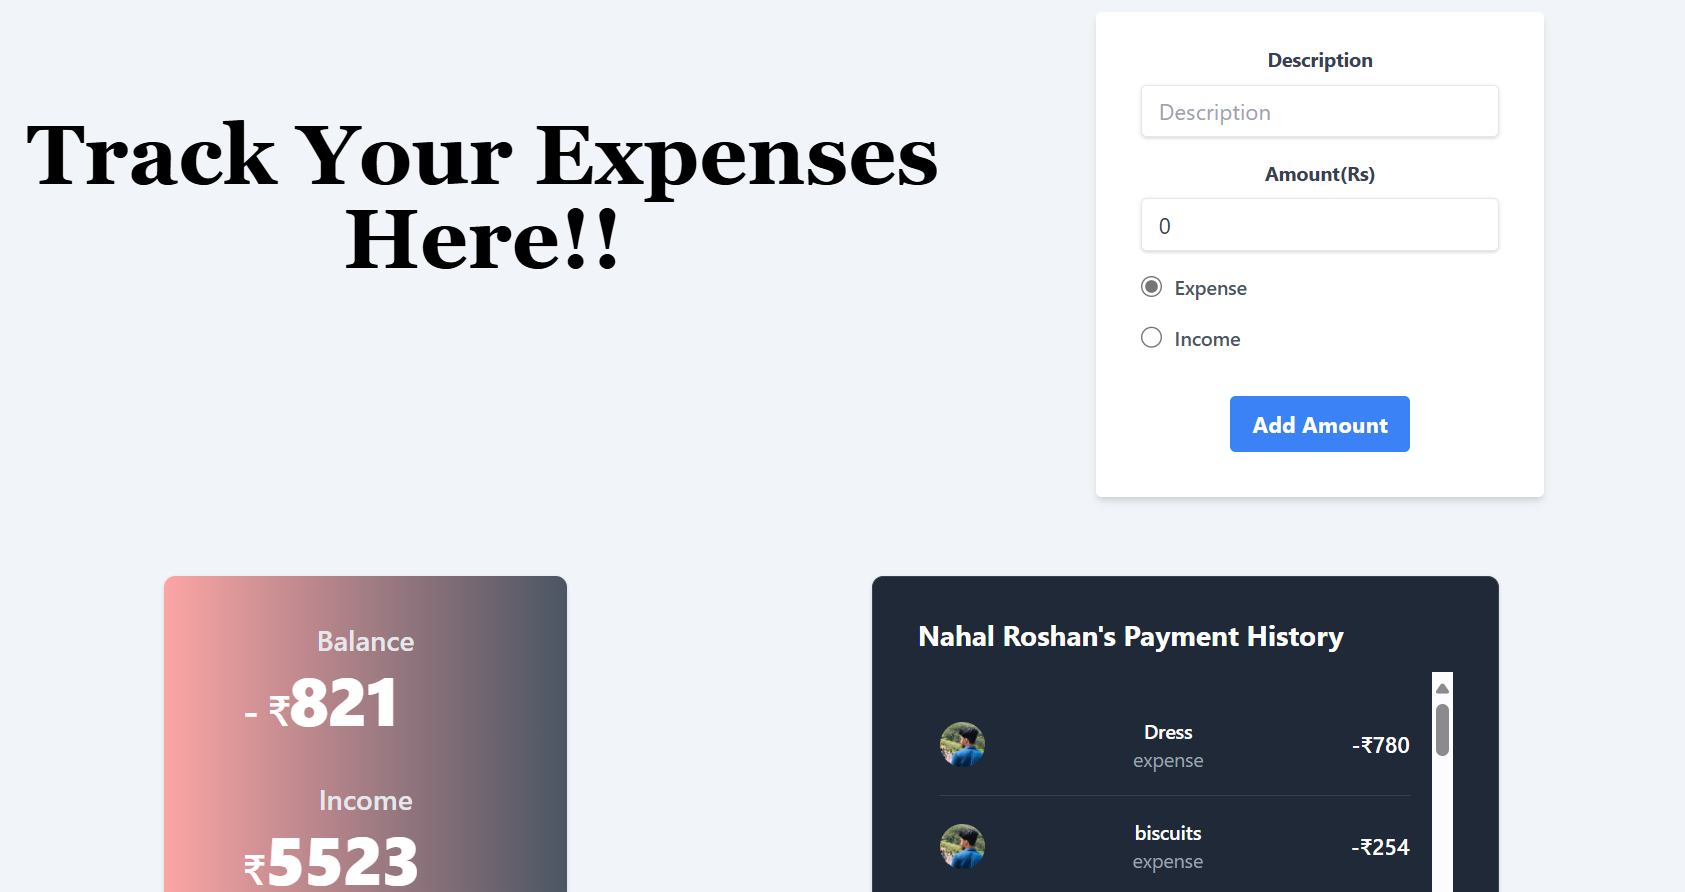 Track Your Expenses
Here!!
Description
Description
Amount(Rs)
0
Expense
Income
Add Amount
Balance
- ₹821
Income
₹5523
Nahal Roshan's Payment History
Dress
expense
-₹780
biscuits
expense
-₹254